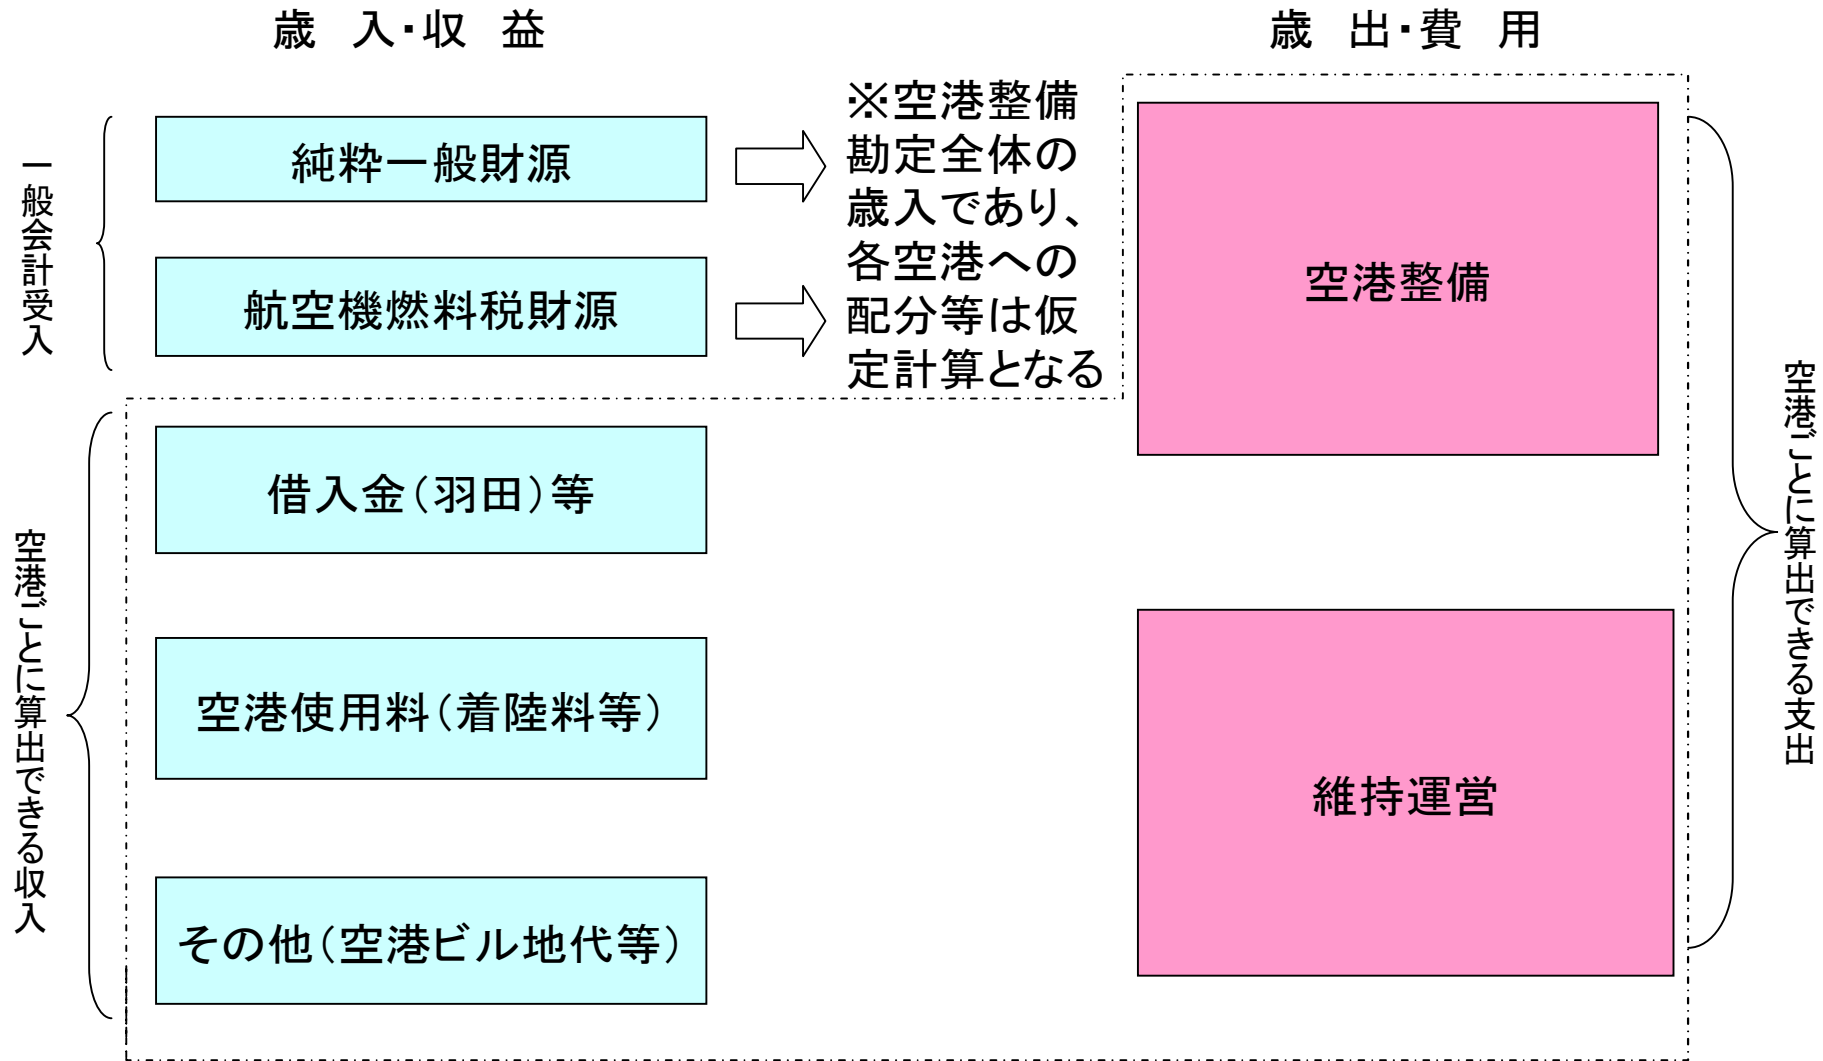 歳　入・収　益
歳　出・費　用
一般会計受入
純粋一般財源
航空機燃料税財源
※空港整備
勘定全体の
歳入であり、
各空港への
配分等は仮
定計算となる
空港ごとに算出できる収入
借入金（羽田）等
空港使用料（着陸料等）
その他（空港ビル地代等）
空港整備
維持運営
空港ごとに算出できる支出